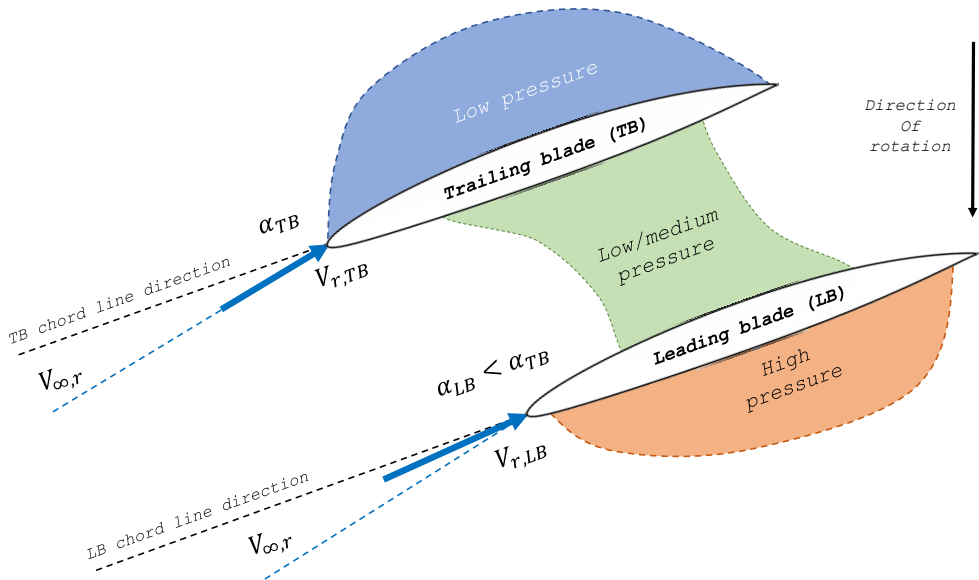 Low pressure
Direction
Of
rotation
Trailing blade (TB)
α_TB
Low/medium
pressure
TB chord line direction
V_r,TB
Leading blade (LB)
V_∞,r
α_LB < α_TB
High
pressure
V_r,LB
LB chord line direction
V_∞,r